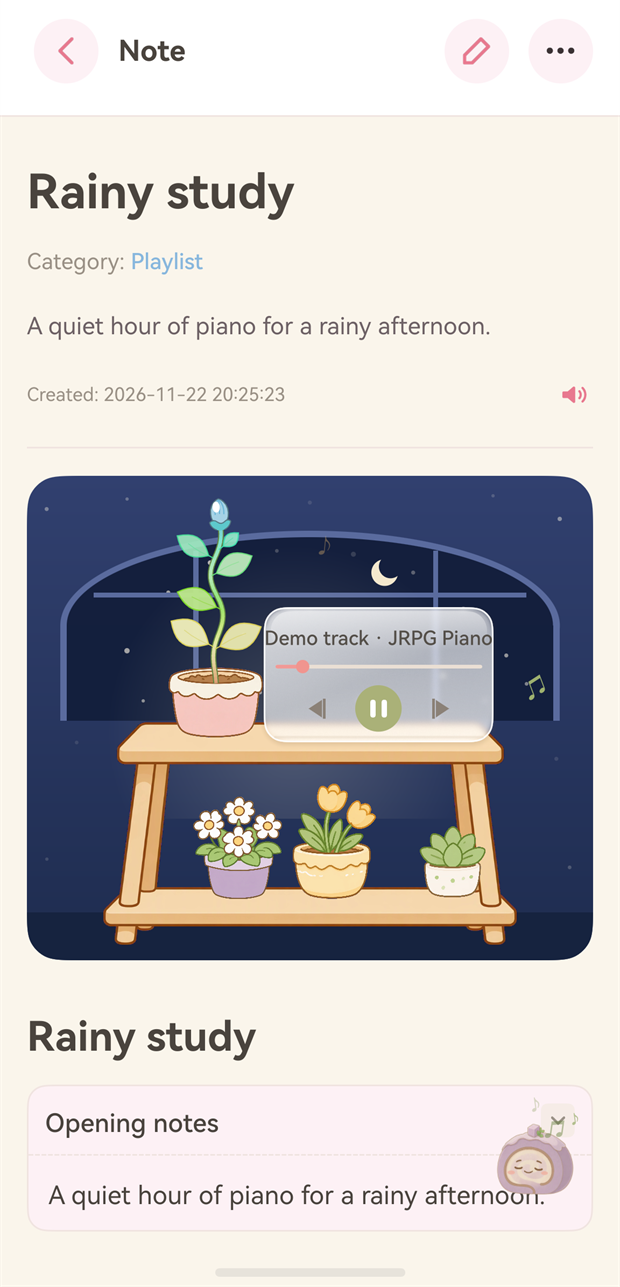 Note
Rainy study
Category: Playlist
A quiet hour of piano for a rainy afternoon.
Created: 2026-11-22 20:25:23
Demo track · JRPG Piano
Rainy study
Opening notes
A quiet hour of piano for a rainy afternoon.